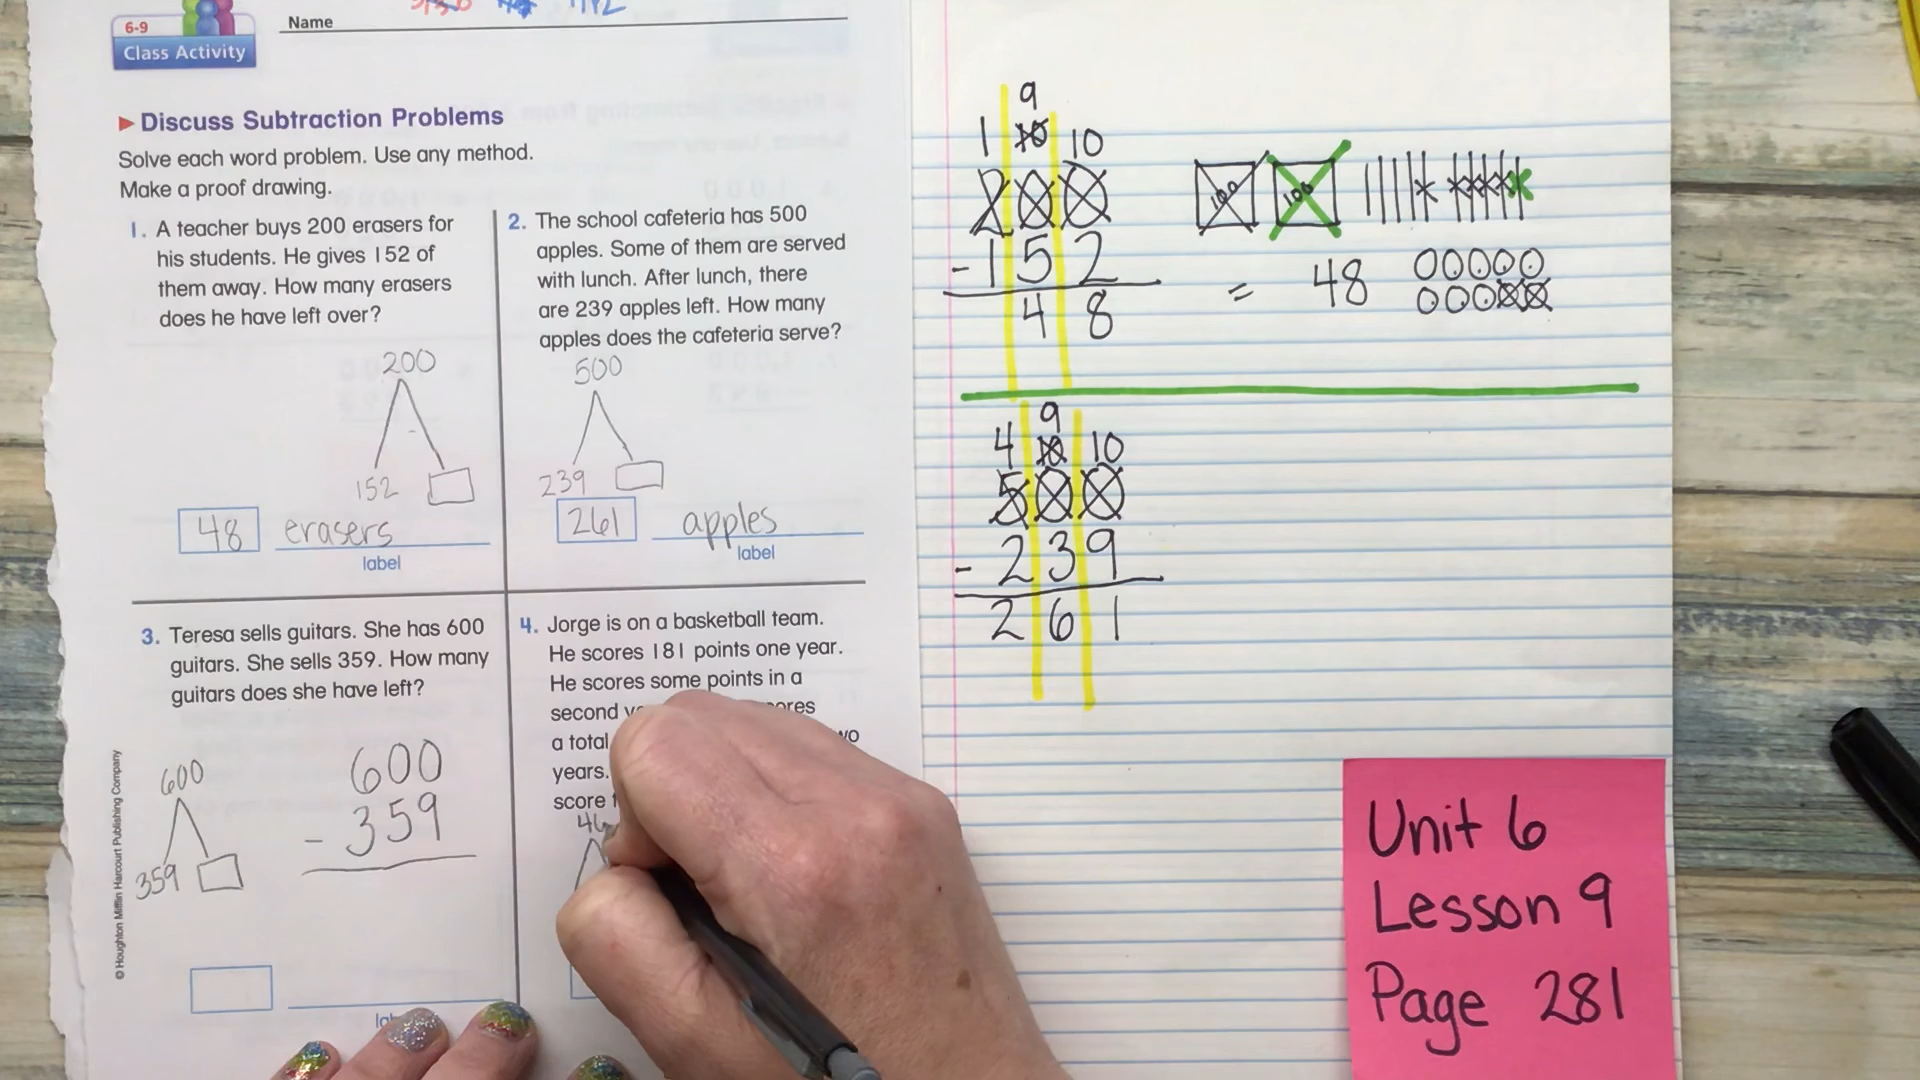 6-9
Class Activity
Name
Discuss Subtraction Problems
Solve each word problem. Use any method.
Make a proof drawing.
1. A teacher buys 200 erasers for
his students. He gives 152 of
them away. How many erasers
does he have left over?
200
152
48 erasers
label
2. The school cafeteria has 500
apples. Some of them are served
with lunch. After lunch, there
are 239 apples left. How many
apples does the cafeteria serve?
500
239
261 apples
label
3. Teresa sells guitars. She has 600
guitars. She sells 359. How many
guitars does she have left?
600
359
600
- 359
4. Jorge is on a basketball team.
He scores 181 points one year.
He scores some points in a
second
a total
years.
score
© Houghton Mifflin Harcourt Publishing Company
9
1 10 10
200
- 152
48
100 100
= 48
9
4 10 10
500
- 239
261
Unit 6
Lesson 9
Page 281